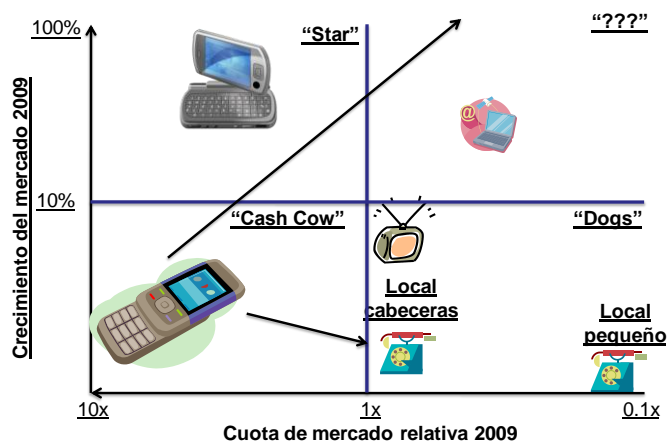 100%
“Star”
“???”
Crecimiento del mercado 2009
@
10%
“Cash Cow”
“Dogs”
Local
cabeceras
Local
pequeño
10x
1x
0.1x
Cuota de mercado relativa 2009